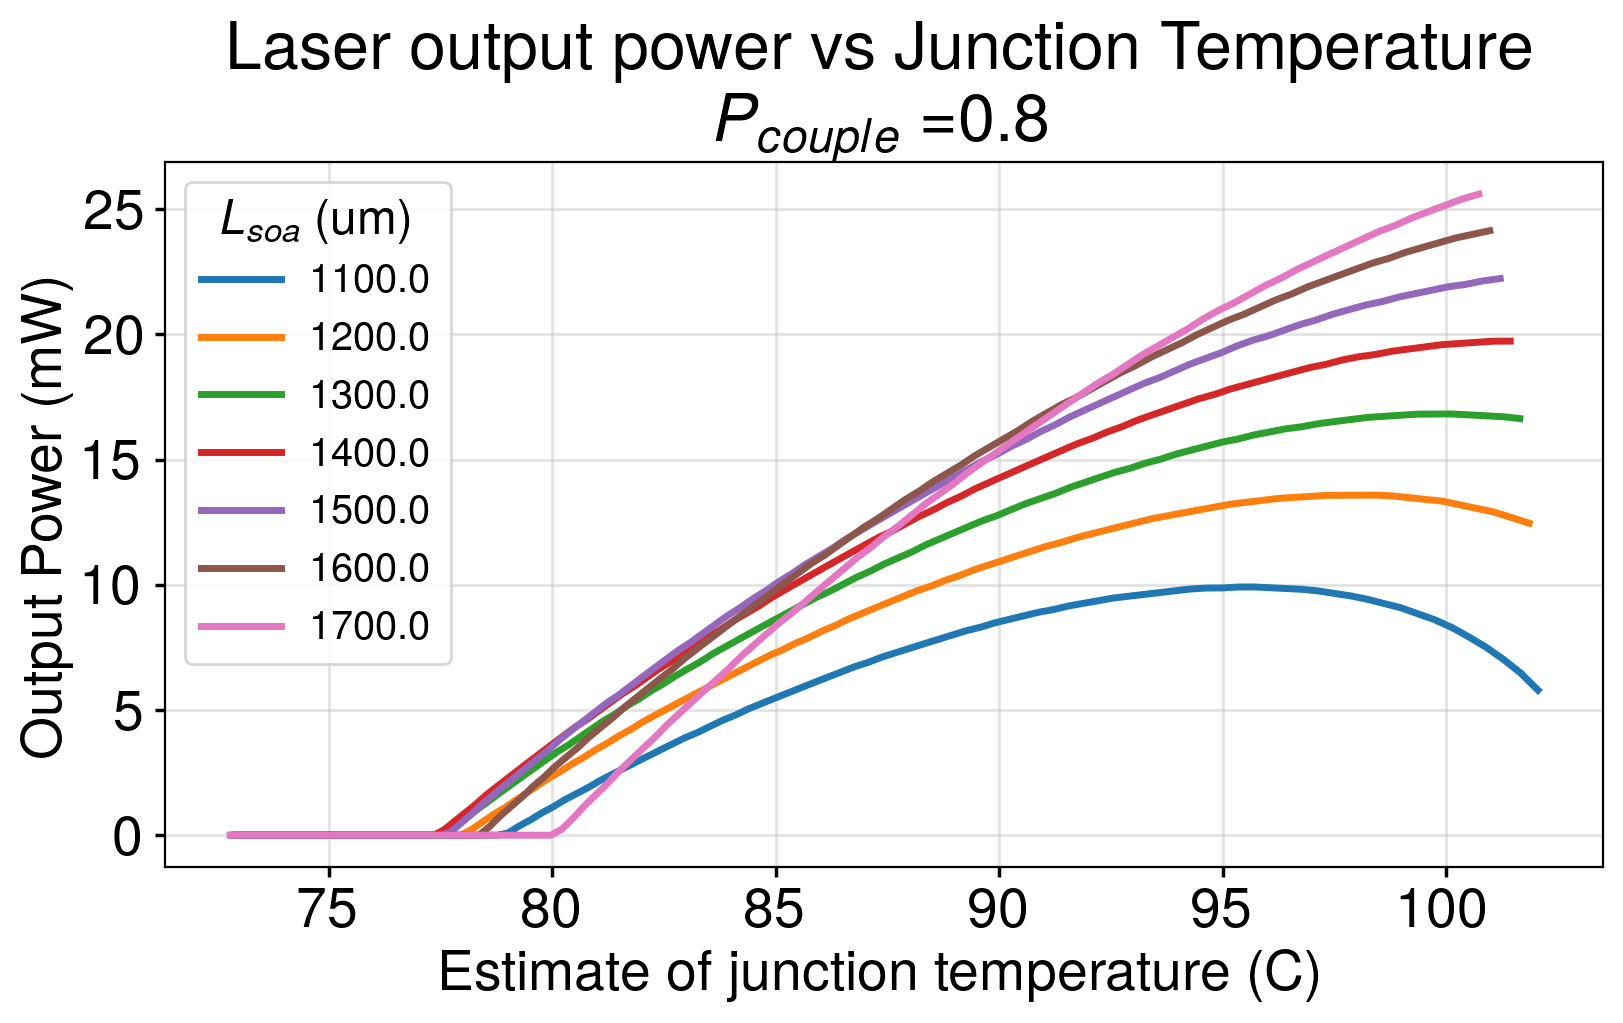 Laser output power vs Junction Temperature
P_couple =0.8
25
20
15
10
5
0
Output Power (mW)
L_soa (um)
1100.0
1200.0
1300.0
1400.0
1500.0
1600.0
1700.0
75 80 85 90 95 100
Estimate of junction temperature (C)